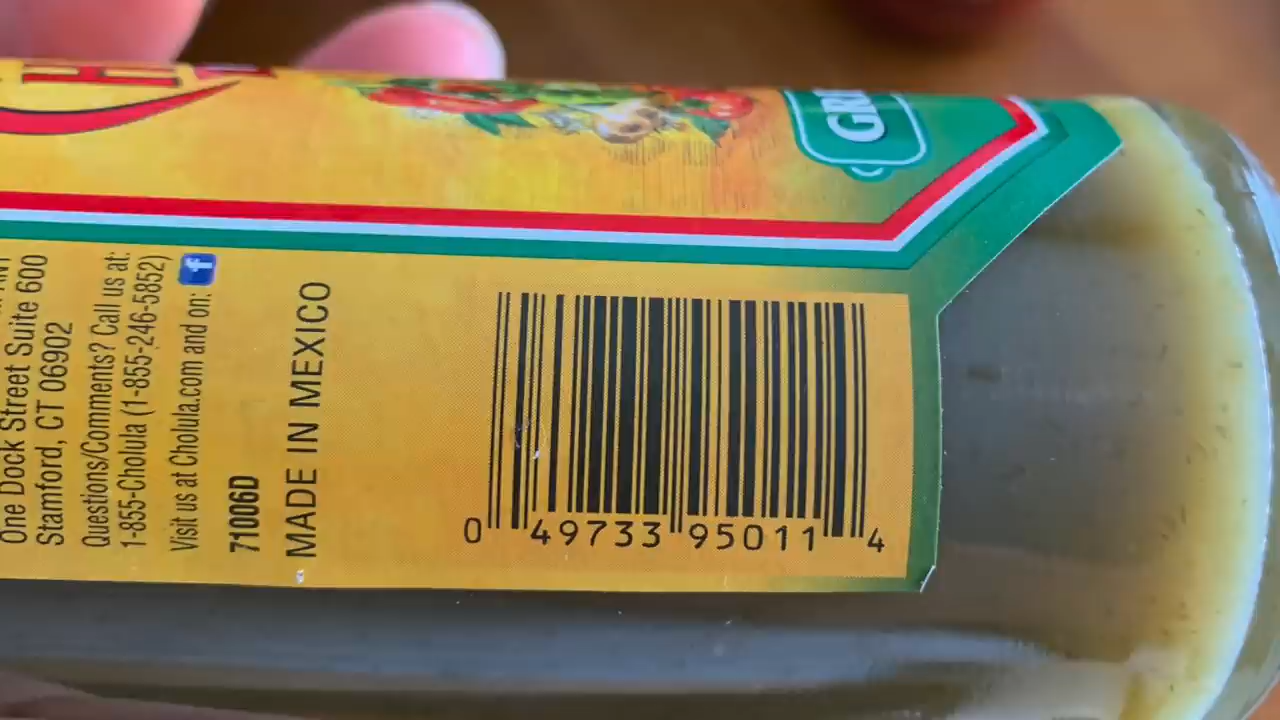 One Dock Street Suite 600
Stamford, CT 06902
Questions/Comments? Call us at:
1-855-Cholula (1-855-246-5852)
Visit us at Cholula.com and on: f
71006D
MADE IN MEXICO
0 49733 95011 4